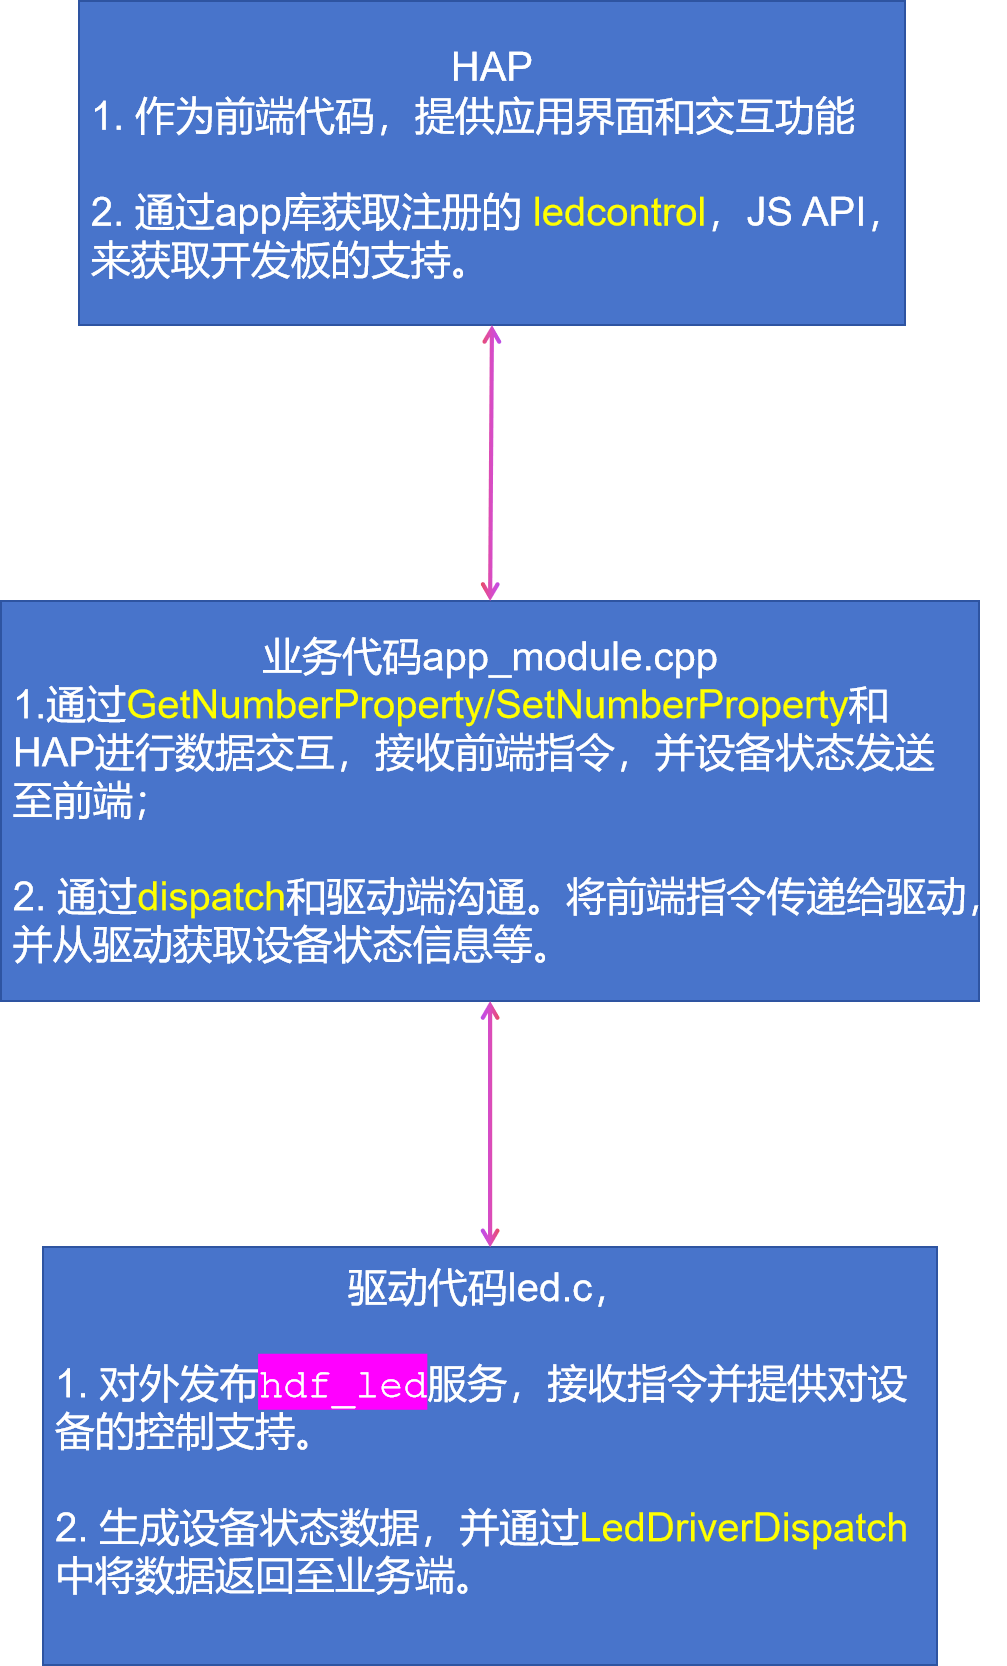 HAP
1. 作为前端代码，提供应用界面和交互功能
2. 通过app库获取注册的 ledcontrol，JS API，
来获取开发板的支持。
业务代码app_module.cpp
1.通过GetNumberProperty/SetNumberProperty和
HAP进行数据交互，接收前端指令，并设备状态发送
至前端；
2. 通过dispatch和驱动端沟通。将前端指令传递给驱动，
并从驱动获取设备状态信息等。
驱动代码led.c，
1. 对外发布hdf_led服务，接收指令并提供对设
备的控制支持。
2. 生成设备状态数据，并通过LedDriverDispatch
中将数据返回至业务端。